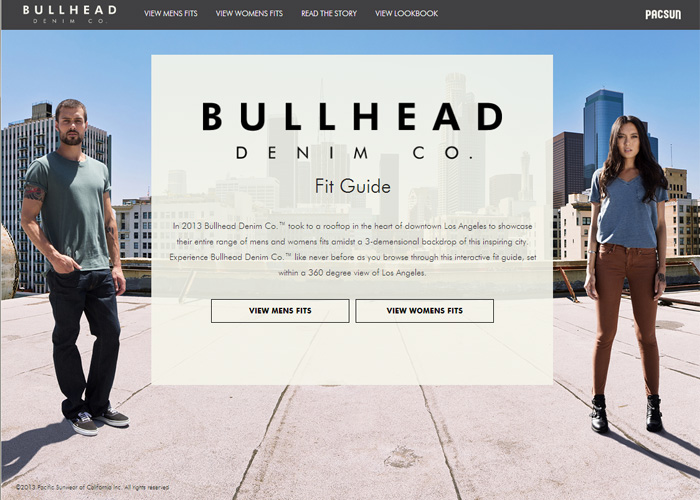 BULLHEAD
DENIM CO.
VIEW MENS FITS
VIEW WOMENS FITS
READ THE STORY
VIEW LOOKBOOK
PACSUN
BULLHEAD
DENIM CO.
Fit Guide
In 2013 Bullhead Denim Co.™ took to a rooftop in the heart of downtown Los Angeles to showcase
their entire range of mens and womens fits amidst a 3-demensional backdrop of this inspiring city.
Experience Bullhead Denim Co.™ like never before as you browse through this interactive fit guide, set
within a 360 degree view of Los Angeles.
VIEW MENS FITS
VIEW WOMENS FITS
©2013 Pacific Sunwear of California Inc. All rights reserved